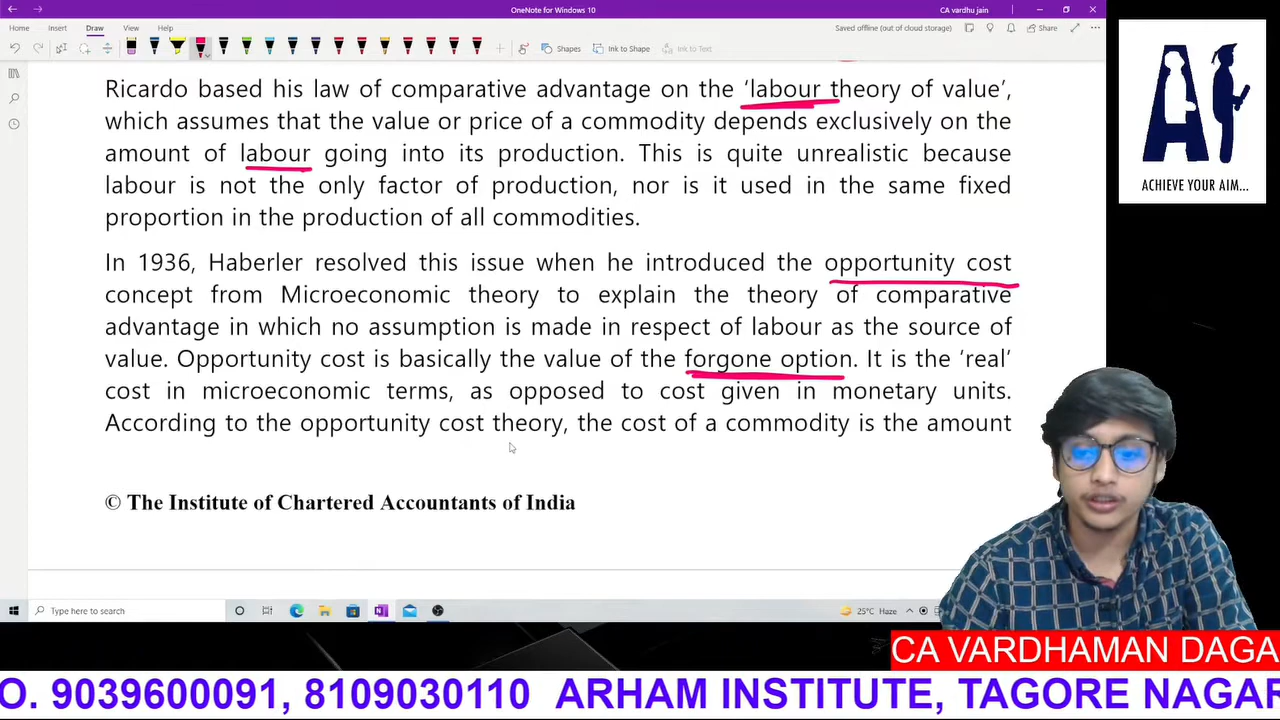 OneNote for Windows 10
CA vardhu jain
Home Insert Draw View Help
Saved offline (out of cloud storage)
Share
Shapes
Ink to Shape
Ink to Text
Ricardo based his law of comparative advantage on the ‘labour theory of value’,
which assumes that the value or price of a commodity depends exclusively on the
amount of labour going into its production. This is quite unrealistic because
labour is not the only factor of production, nor is it used in the same fixed
proportion in the production of all commodities.
In 1936, Haberler resolved this issue when he introduced the opportunity cost
concept from Microeconomic theory to explain the theory of comparative
advantage in which no assumption is made in respect of labour as the source of
value. Opportunity cost is basically the value of the forgone option. It is the ‘real’
cost in microeconomic terms, as opposed to cost given in monetary units.
According to the opportunity cost theory, the cost of a commodity is the amount
© The Institute of Chartered Accountants of India
AI
ACHIEVE YOUR AIM...
Type here to search
25°C Haze
CA VARDHAMAN DAGA
O. 9039600091, 8109030110 ARHAM INSTITUTE, TAGORE NAGAR